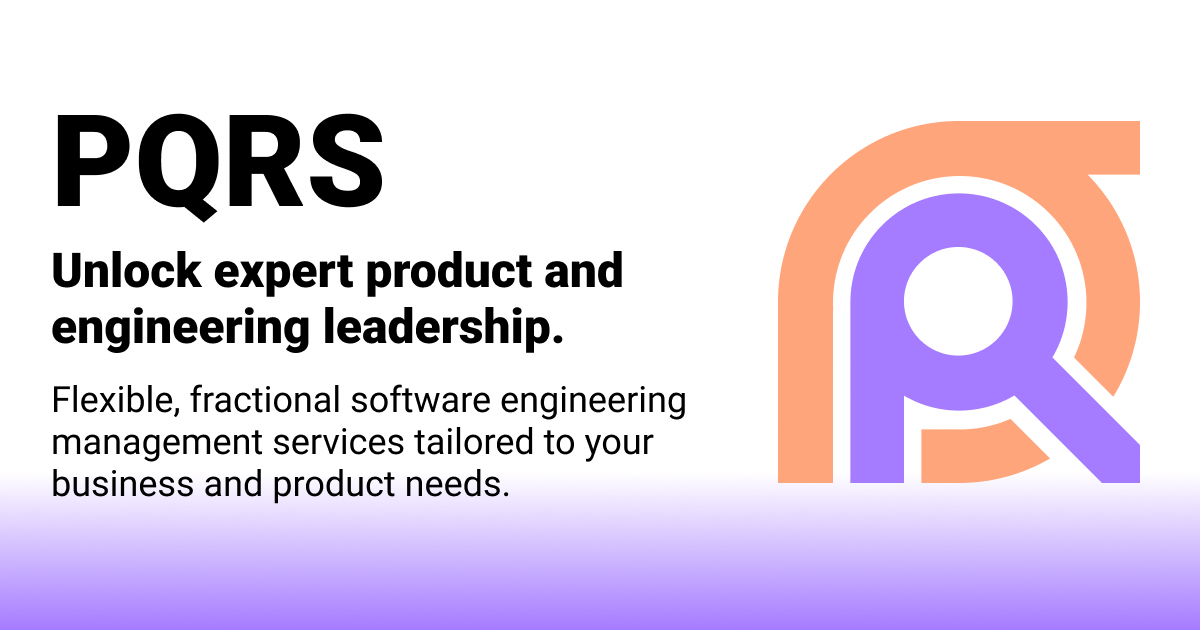 PQRS
Unlock expert product and
engineering leadership.
Flexible, fractional software engineering
management services tailored to your
business and product needs.